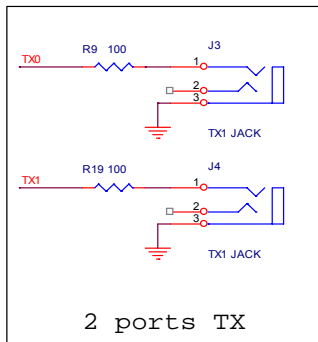 R9 100
J3
TX0
1
2
3
TX1 JACK
R19 100
J4
TX1
1
2
3
TX1 JACK
2 ports TX